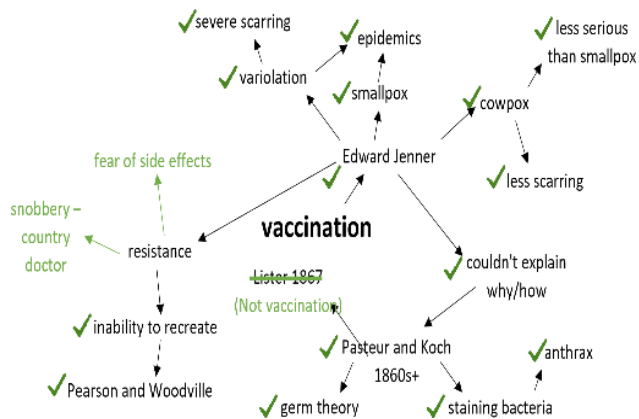 severe scarring
epidemics
less serious
than smallpox
variolation
smallpox
cowpox
Edward Jenner
less scarring
fear of side effects
snobbery –
country
doctor
resistance
vaccination
Lister 1867
(Not vaccination)
couldn't explain
why/how
inability to recreate
Pasteur and Koch
1860s+
anthrax
Pearson and Woodville
germ theory
staining bacteria